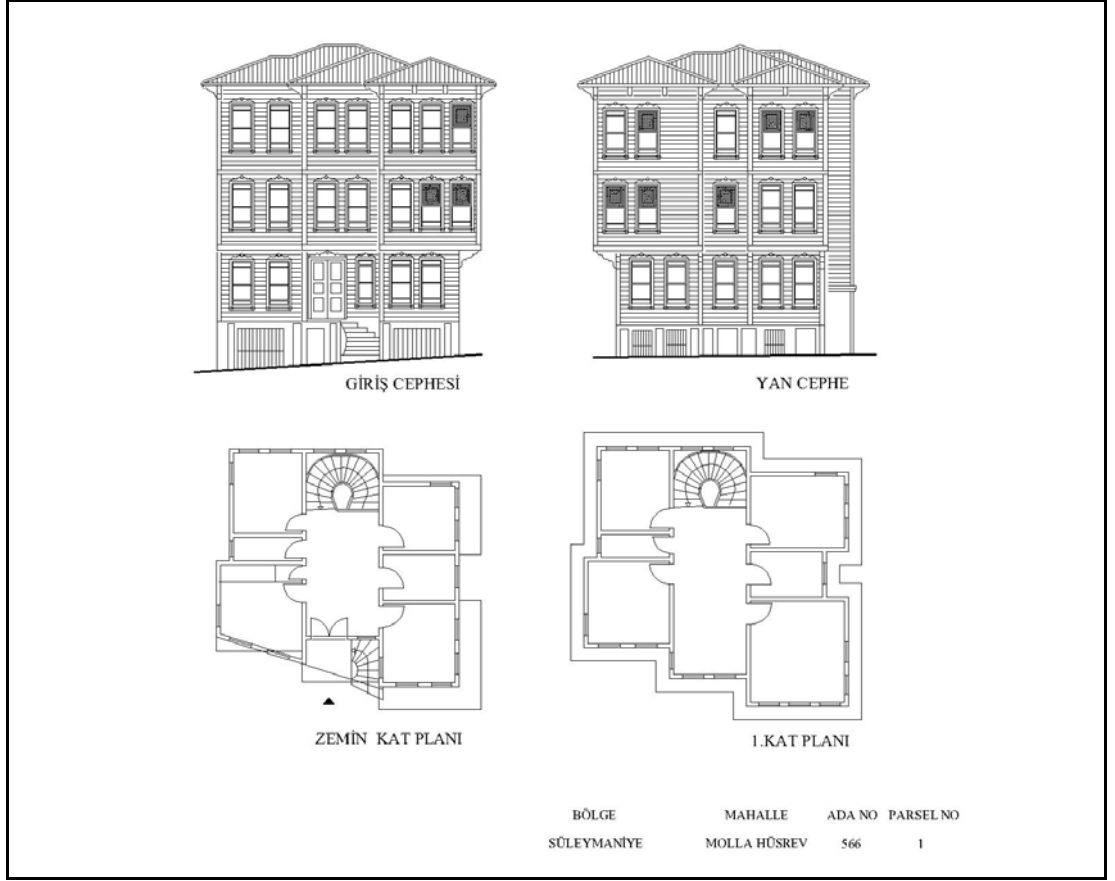 GİRİŞ CEPHESİ
YAN CEPHE
ZEMİN KAT PLANI
1.KAT PLANI
BÖLGE MAHALLE ADA NO PARSEL NO
SÜLEYMANİYE MOLLA HÜSREV 566 1